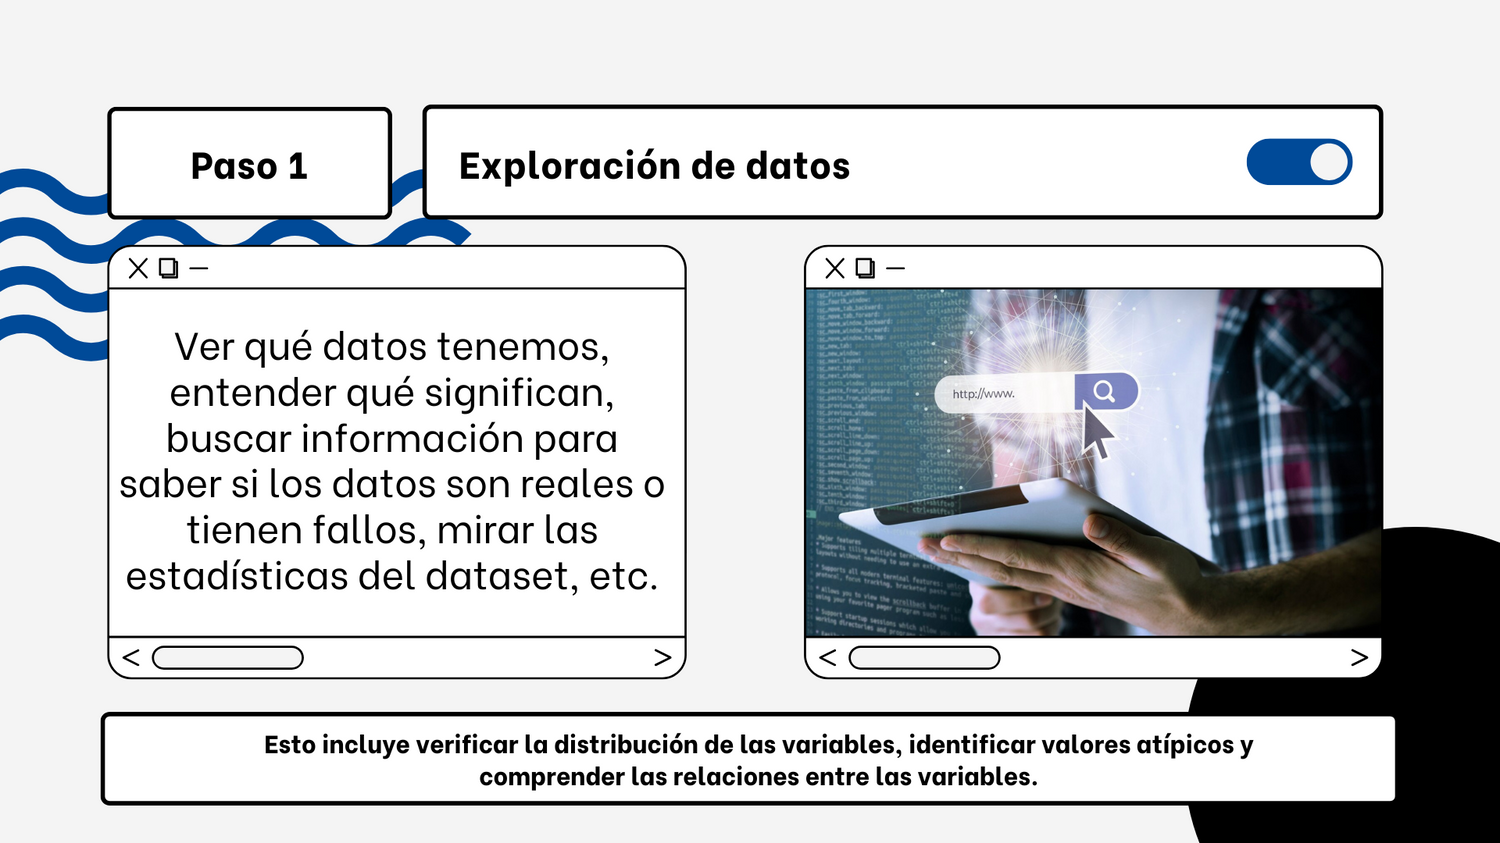 Paso 1
Exploración de datos
Ver qué datos tenemos,
entender qué significan,
buscar información para
saber si los datos son reales o
tienen fallos, mirar las
estadísticas del dataset, etc.
http://www.
Esto incluye verificar la distribución de las variables, identificar valores atípicos y
comprender las relaciones entre las variables.